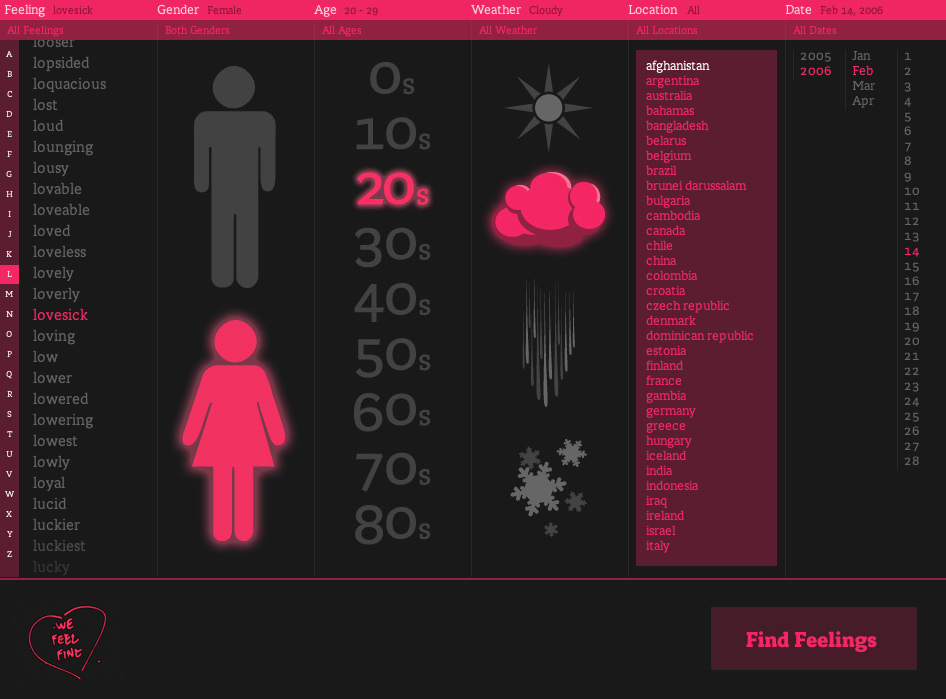 Feeling lovesick
Gender Female
Age 20 - 29
Weather Cloudy
Location All
Date Feb 14, 2006
All Feelings
Both Genders
All Ages
All Weather
All Locations
All Dates
A
B
C
D
E
F
G
H
I
J
K
L
M
N
O
P
Q
R
S
T
U
V
W
X
Y
Z
looser
lopsided
loquacious
lost
loud
lounging
lousy
lovable
loveable
loved
loveless
lovely
loverly
lovesick
loving
low
lower
lowered
lowering
lowest
lowly
loyal
lucid
luckier
luckiest
lucky
0s
10s
20s
30s
40s
50s
60s
70s
80s
afghanistan
argentina
australia
bahamas
bangladesh
belarus
belgium
brazil
brunei darussalam
bulgaria
cambodia
canada
chile
china
colombia
croatia
czech republic
denmark
dominican republic
estonia
finland
france
gambia
germany
greece
hungary
iceland
india
indonesia
iraq
ireland
israel
italy
2005
2006
Jan
Feb
Mar
Apr
1
2
3
4
5
6
7
8
9
10
11
12
13
14
15
16
17
18
19
20
21
22
23
24
25
26
27
28
WE
FEEL
FINE
Find Feelings